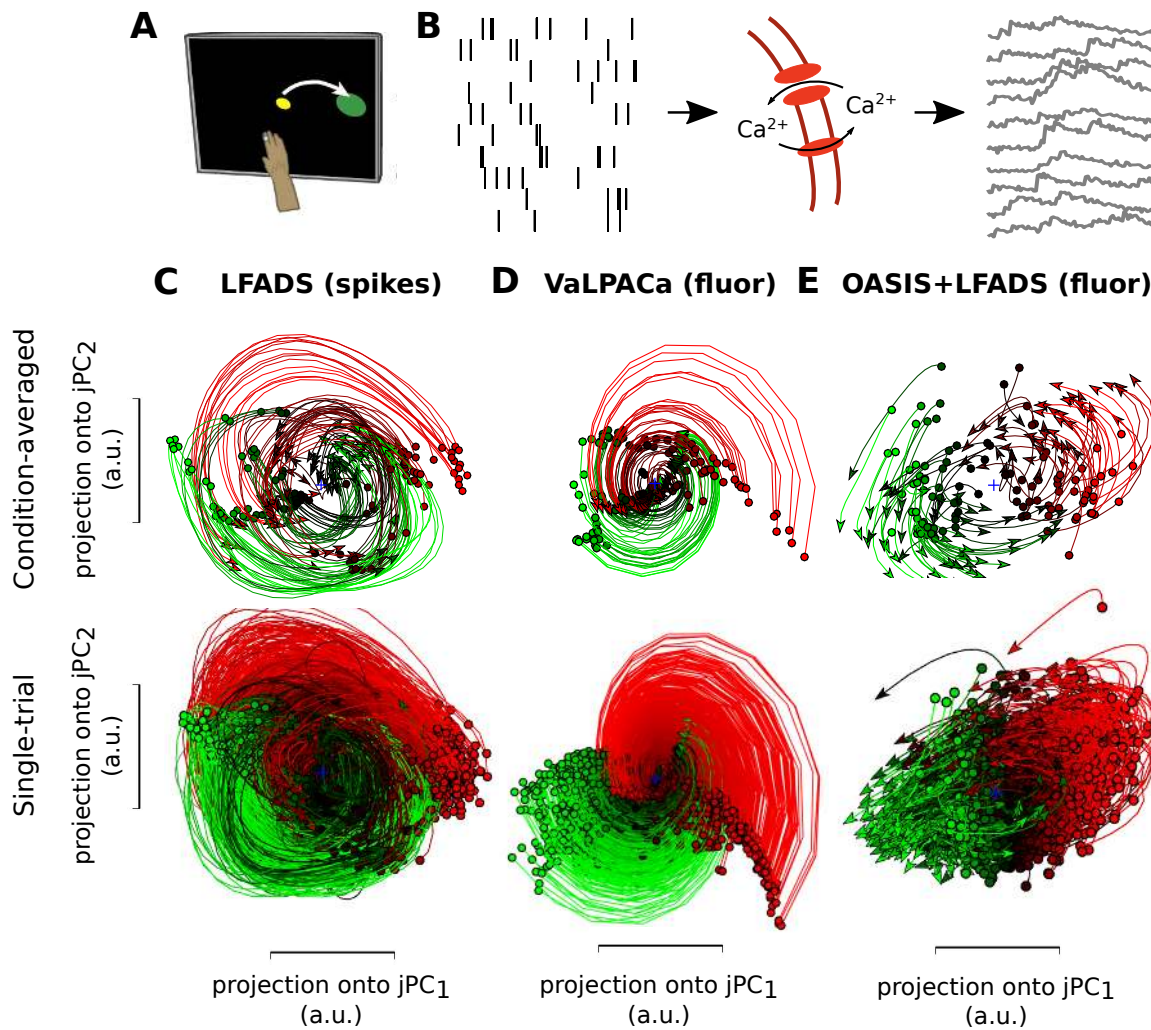 A
B
Ca2+
Ca2+
C LFADS (spikes)
D VaLPACa (fluor)
E OASIS+LFADS (fluor)
Condition-averaged
projection onto jPC2
(a.u.)
Single-trial
projection onto jPC2
(a.u.)
projection onto jPC1
(a.u.)
projection onto jPC1
(a.u.)
projection onto jPC1
(a.u.)